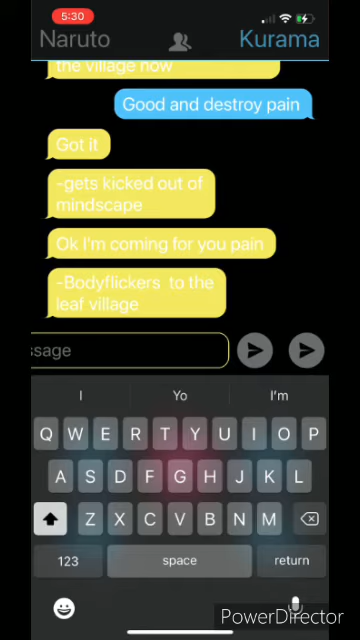 5:30
Naruto
Kurama
the village now
Good and destroy pain
Got it
-gets kicked out of
mindscape
Ok I'm coming for you pain
-Bodyflickers to the
leaf village
ssage
I Yo I'm
Q W E R T Y U I O P
A S D F G H J K L
Z X C V B N M
123 space return
PowerDirector